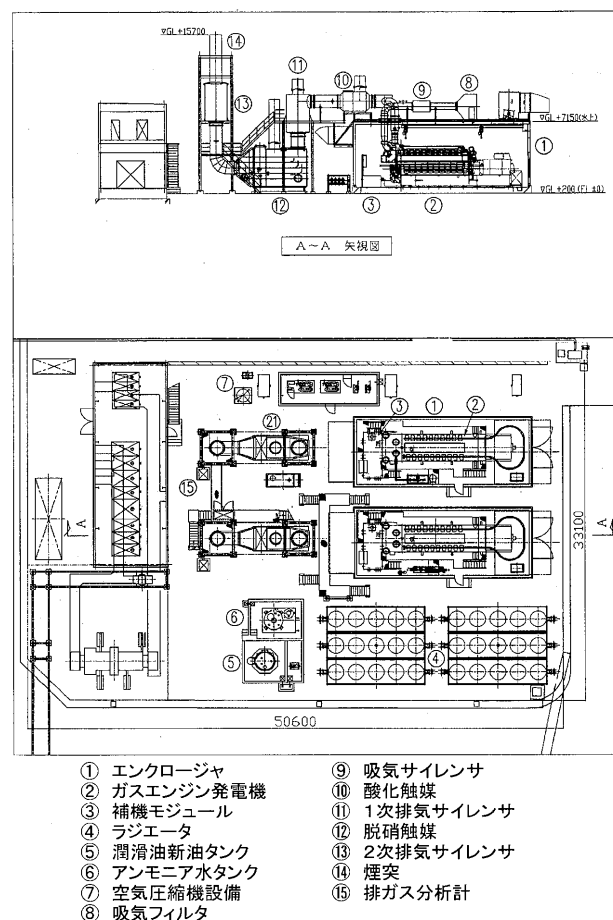 ▽GL+15700
⑭
⑪
⑩
⑨
⑧
⑬
▽GL+7150(水上)
①
⑫
③
②
A～A 矢視図
⑦
③
①
②
㉑
⑮
A
A
33100
⑥
⑤
④
50600
① エンクロージャ
② ガスエンジン発電機
③ 補機モジュール
④ ラジエータ
⑤ 潤滑油新油タンク
⑥ アンモニア水タンク
⑦ 空気圧縮機設備
⑧ 吸気フィルタ
⑨ 吸気サイレンサ
⑩ 酸化触媒
⑪ 1次排気サイレンサ
⑫ 脱硝触媒
⑬ 2次排気サイレンサ
⑭ 煙突
⑮ 排ガス分析計